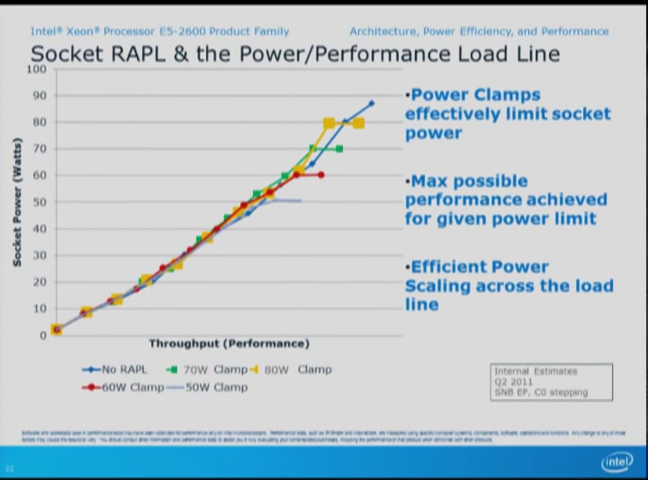 Intel® Xeon® Processor E5-2600 Product Family
Architecture, Power Efficiency, and Performance
Socket RAPL & the Power/Performance Load Line
100
90
80
70
60
50
40
30
20
10
0
Socket Power (Watts)
Throughput (Performance)
No RAPL
70W Clamp
80W Clamp
60W Clamp
50W Clamp
•Power Clamps
effectively limit socket
power
•Max possible
performance achieved
for given power limit
•Efficient Power
Scaling across the load
line
Internal Estimates
Q2 2011
SNB EP, C0 stepping
intel